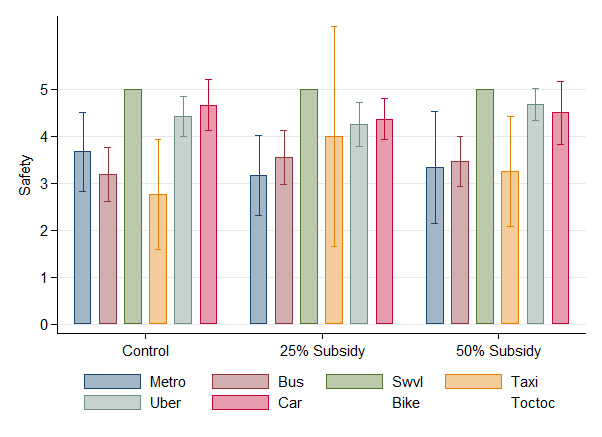 Safety
5
4
3
2
1
0
Control 25% Subsidy 50% Subsidy
Metro Bus Swvl Taxi
Uber Car Bike Toctoc